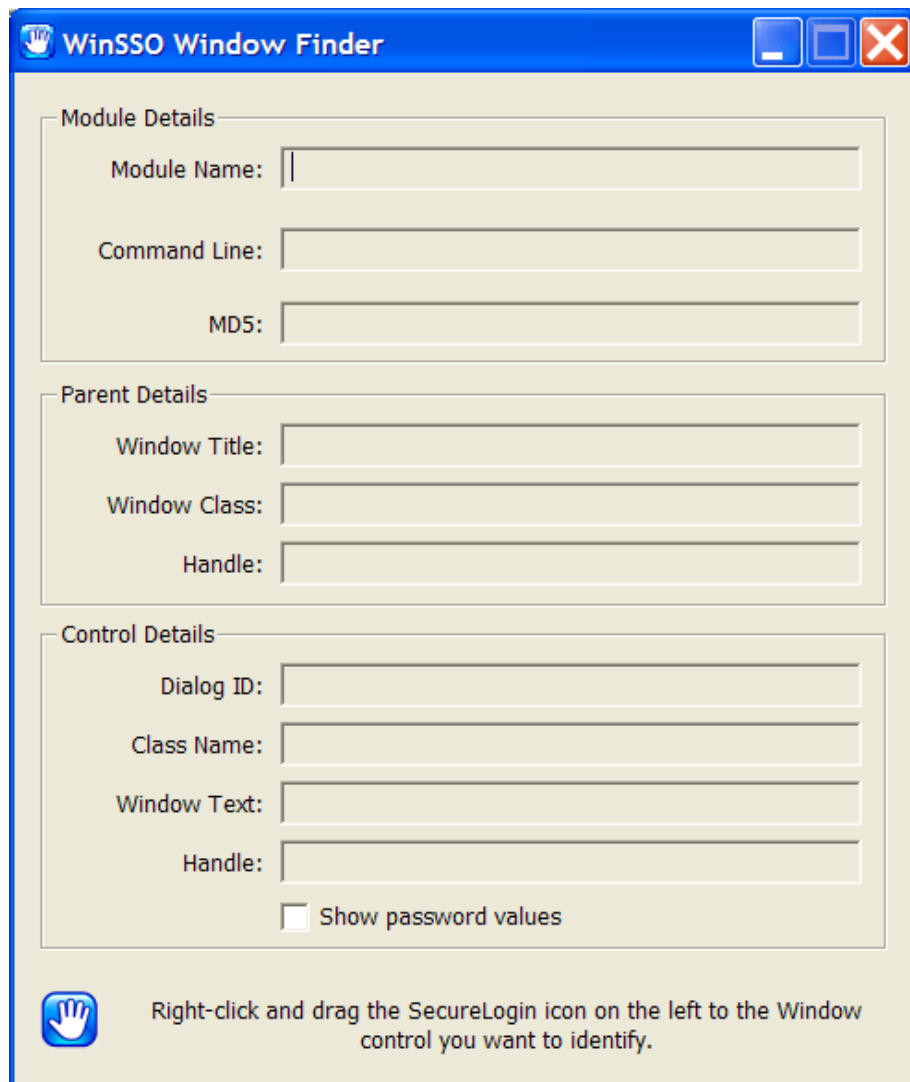 WinSSO Window Finder
Module Details
Module Name:
Command Line:
MD5:
Parent Details
Window Title:
Window Class:
Handle:
Control Details
Dialog ID:
Class Name:
Window Text:
Handle:
Show password values
Right-click and drag the SecureLogin icon on the left to the Window
control you want to identify.